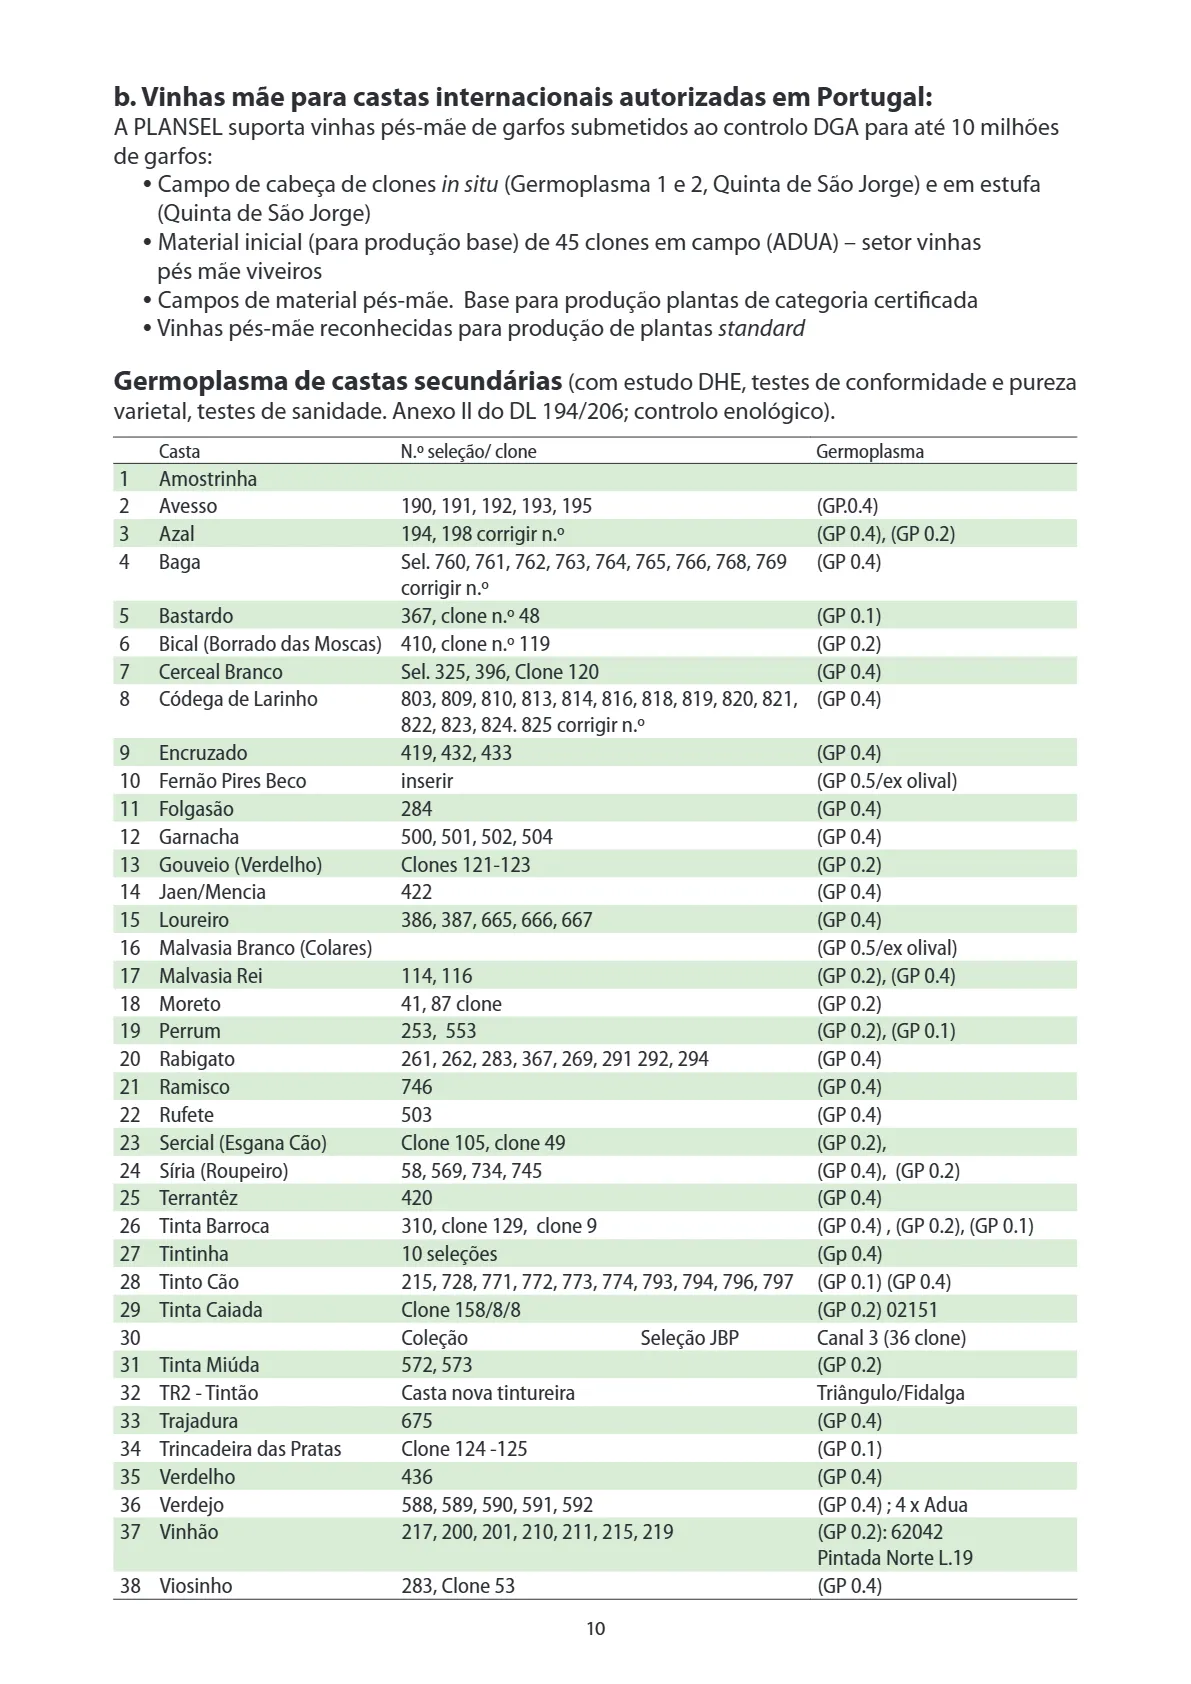 b. Vinhas mãe para castas internacionais autorizadas em Portugal:
A PLANSEL suporta vinhas pés-mãe de garfos submetidos ao controlo DGA para até 10 milhões
de garfos:
• Campo de cabeça de clones in situ (Germoplasma 1 e 2, Quinta de São Jorge) e em estufa
(Quinta de São Jorge)
• Material inicial (para produção base) de 45 clones em campo (ADUA) – setor vinhas
pés mãe viveiros
• Campos de material pés-mãe.  Base para produção plantas de categoria certificada
• Vinhas pés-mãe reconhecidas para produção de plantas standard
Germoplasma de castas secundárias (com estudo DHE, testes de conformidade e pureza
varietal, testes de sanidade. Anexo II do DL 194/206; controlo enológico).
Casta N.º seleção/ clone Germoplasma
1 Amostrinha
2 Avesso 190, 191, 192, 193, 195 (GP.0.4)
3 Azal 194, 198 corrigir n.º (GP 0.4), (GP 0.2)
4 Baga Sel. 760, 761, 762, 763, 764, 765, 766, 768, 769 (GP 0.4)
corrigir n.º
5 Bastardo 367, clone n.º 48 (GP 0.1)
6 Bical (Borrado das Moscas) 410, clone n.º 119 (GP 0.2)
7 Cerceal Branco Sel. 325, 396, Clone 120 (GP 0.4)
8 Códega de Larinho 803, 809, 810, 813, 814, 816, 818, 819, 820, 821, (GP 0.4)
822, 823, 824. 825 corrigir n.º
9 Encruzado 419, 432, 433 (GP 0.4)
10 Fernão Pires Beco inserir (GP 0.5/ex olival)
11 Folgasão 284 (GP 0.4)
12 Garnacha 500, 501, 502, 504 (GP 0.4)
13 Gouveio (Verdelho) Clones 121-123 (GP 0.2)
14 Jaen/Mencia 422 (GP 0.4)
15 Loureiro 386, 387, 665, 666, 667 (GP 0.4)
16 Malvasia Branco (Colares) (GP 0.5/ex olival)
17 Malvasia Rei 114, 116 (GP 0.2), (GP 0.4)
18 Moreto 41, 87 clone (GP 0.2)
19 Perrum 253,  553 (GP 0.2), (GP 0.1)
20 Rabigato 261, 262, 283, 367, 269, 291 292, 294 (GP 0.4)
21 Ramisco 746 (GP 0.4)
22 Rufete 503 (GP 0.4)
23 Sercial (Esgana Cão) Clone 105, clone 49 (GP 0.2),
24 Síria (Roupeiro) 58, 569, 734, 745 (GP 0.4),  (GP 0.2)
25 Terrantêz 420 (GP 0.4)
26 Tinta Barroca 310, clone 129,  clone 9 (GP 0.4) , (GP 0.2), (GP 0.1)
27 Tintinha 10 seleções (Gp 0.4)
28 Tinto Cão 215, 728, 771, 772, 773, 774, 793, 794, 796, 797 (GP 0.1) (GP 0.4)
29 Tinta Caiada Clone 158/8/8 (GP 0.2) 02151
30 Coleção Seleção JBP Canal 3 (36 clone)
31 Tinta Miúda 572, 573 (GP 0.2)
32 TR2 - Tintão Casta nova tintureira Triângulo/Fidalga
33 Trajadura 675 (GP 0.4)
34 Trincadeira das Pratas Clone 124 -125 (GP 0.1)
35 Verdelho 436 (GP 0.4)
36 Verdejo 588, 589, 590, 591, 592 (GP 0.4) ; 4 x Adua
37 Vinhão 217, 200, 201, 210, 211, 215, 219 (GP 0.2): 62042
Pintada Norte L.19
38 Viosinho 283, Clone 53 (GP 0.4)
10